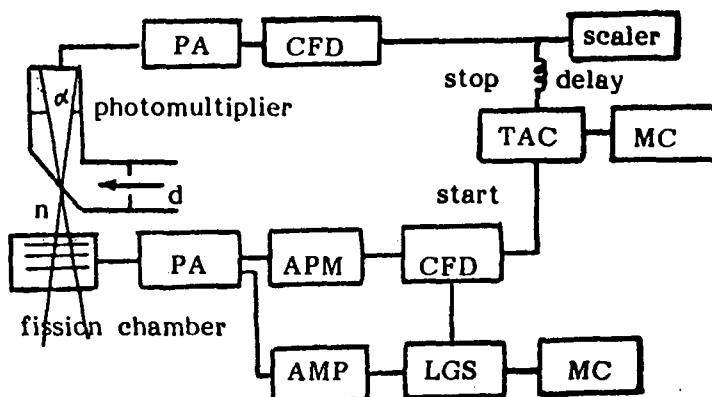 PA
CFD
scaler
α
photomultiplier
stop
delay
TAC
MC
start
d
n
PA
APM
CFD
fission chamber
AMP
LGS
MC